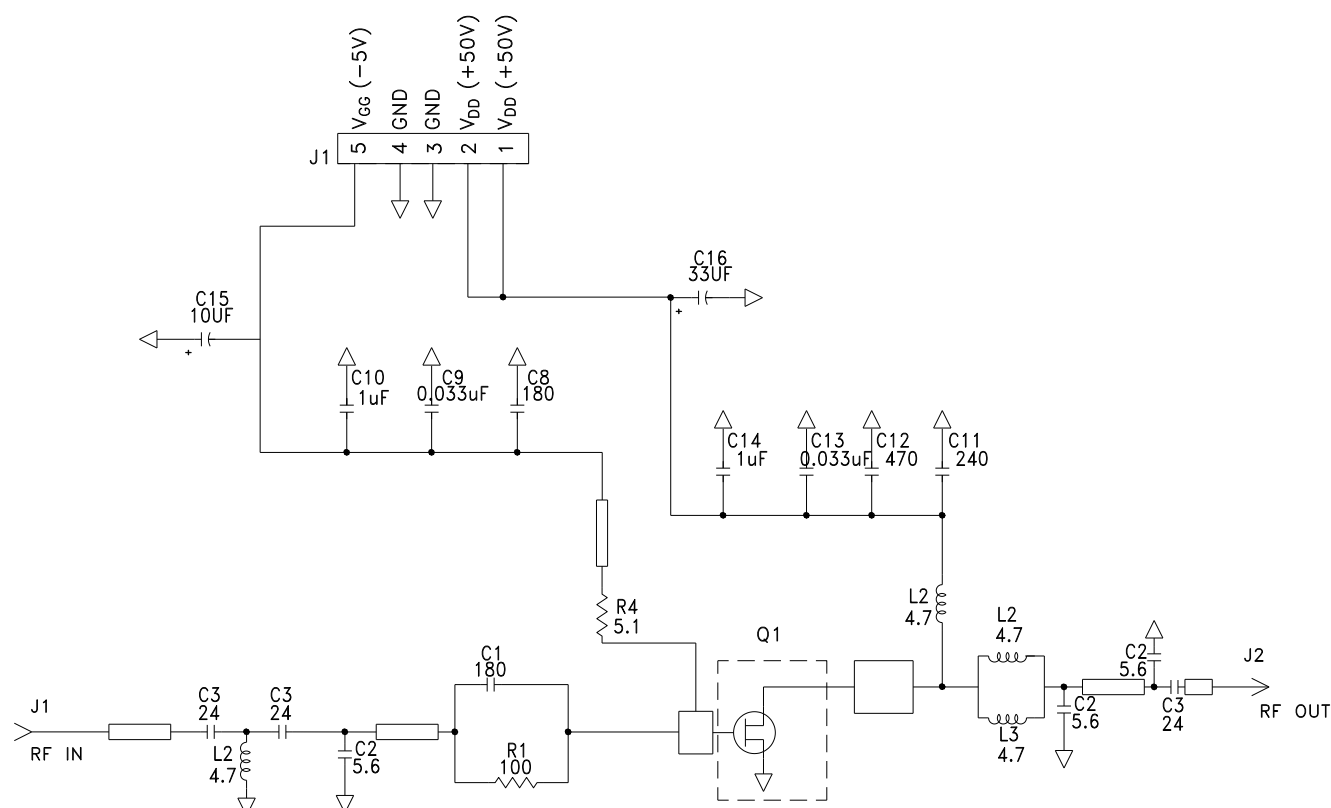 VGG (-5V)
GND
GND
VDD (+50V)
VDD (+50V)
J1
5
4
3
2
1
C16
33UF
+
C15
10UF
+
C10
1uF
C9
0.033uF
C8
180
C14
1uF
C13
0.033uF
C12
470
C11
240
R4
5.1
L2
4.7
Q1
L2
4.7
C2
5.6
J2
C1
180
C3
24
C3
24
J1
RF IN
L2
4.7
C2
5.6
R1
100
L3
4.7
C2
5.6
C3
24
RF OUT